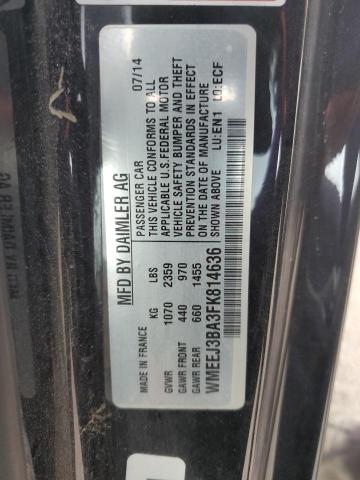 MFD BY DAIMLER AG 07/14
PASSENGER CAR
THIS VEHICLE CONFORMS TO ALL
APPLICABLE U.S FEDERAL MOTOR
VEHICLE SAFETY BUMPER AND THEFT
PREVENTION STANDARDS IN EFFECT
ON THE DATE OF MANUFACTURE
SHOWN ABOVE LU:EN1 LO:ECF
MADE IN FRANCE KG LBS
GVWR 1070 2359
GAWR FRONT 440 970
GAWR REAR 660 1455
WMEEJ3BA3FK814636